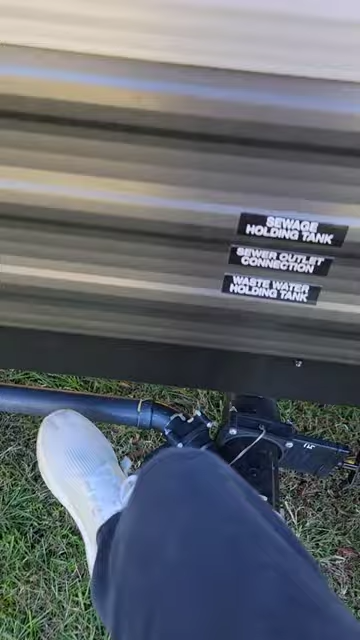 SEWAGE
HOLDING TANK
SEWER OUTLET
CONNECTION
WASTE WATER
HOLDING TANK